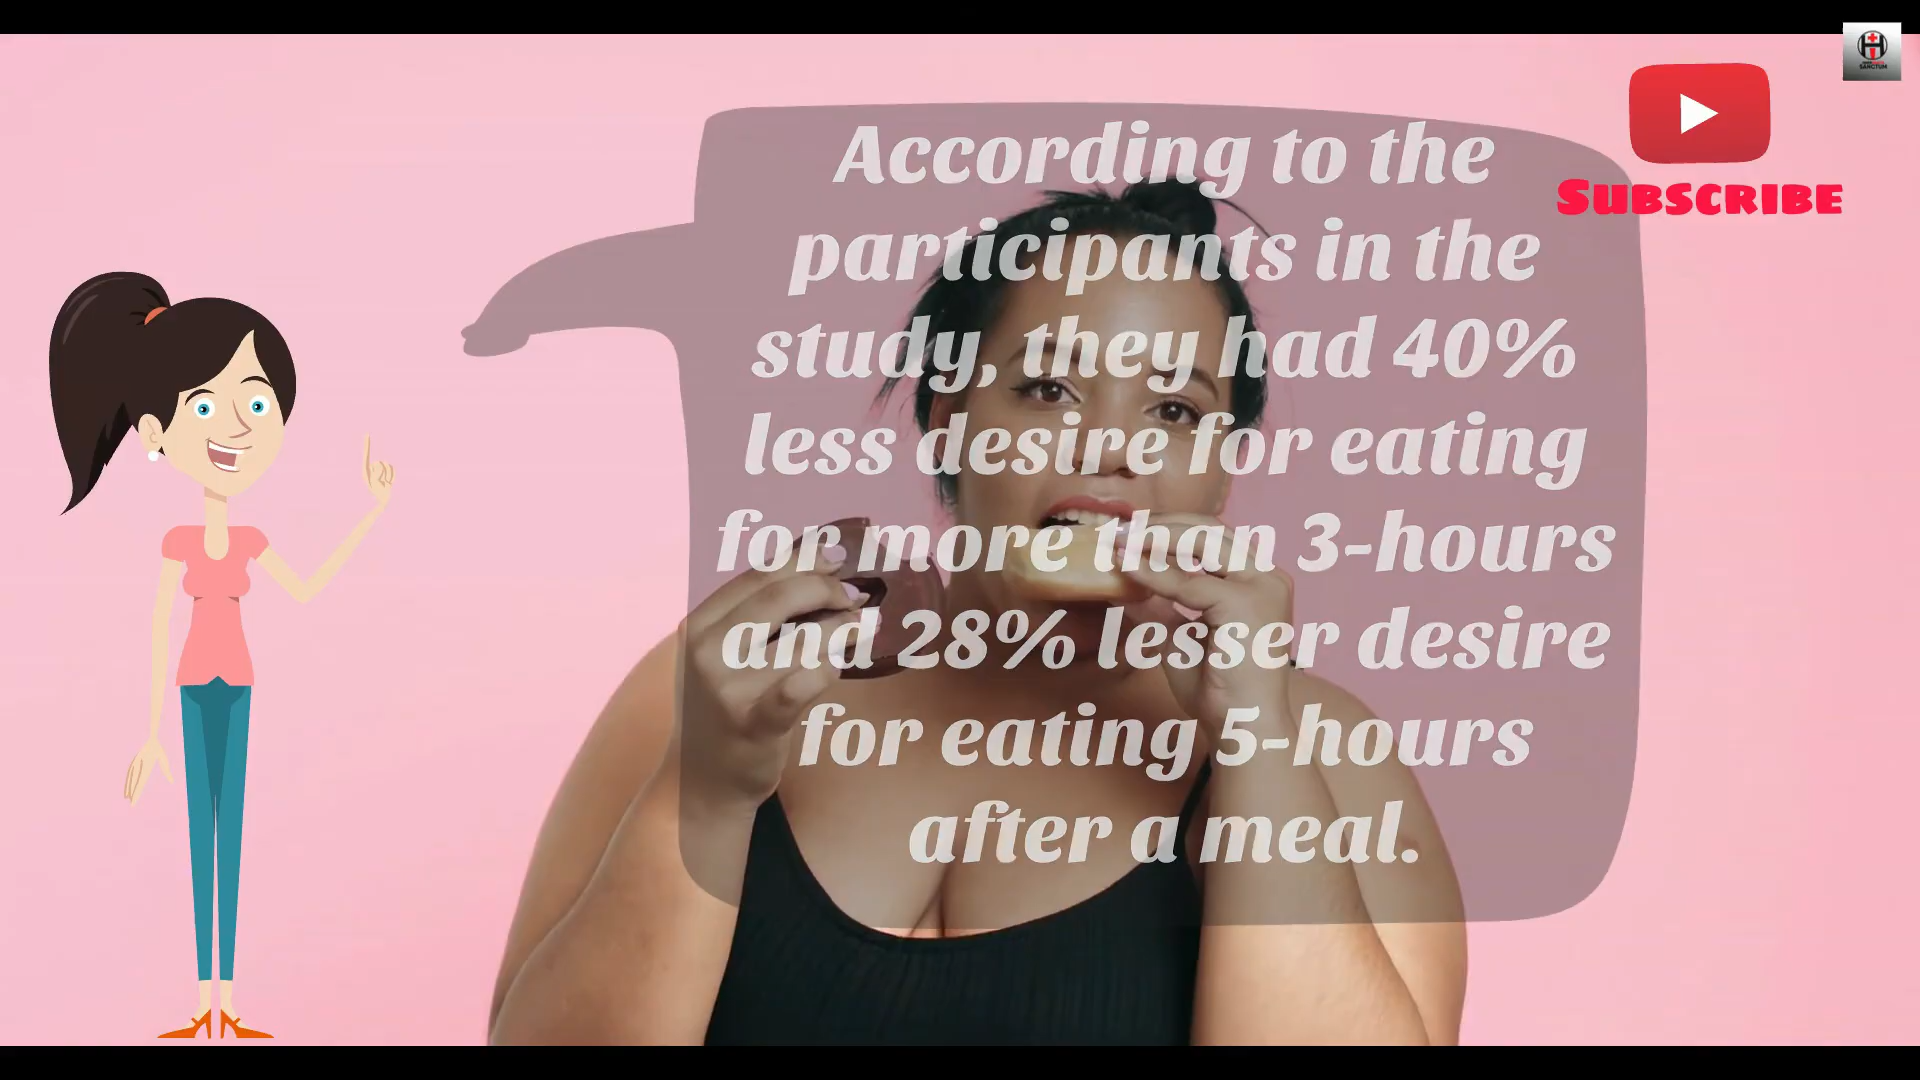 According to the
participants in the
study, they had 40%
less desire for eating
for more than 3-hours
and 28% lesser desire
for eating 5-hours
after a meal.
SUBSCRIBE
SANCTUM